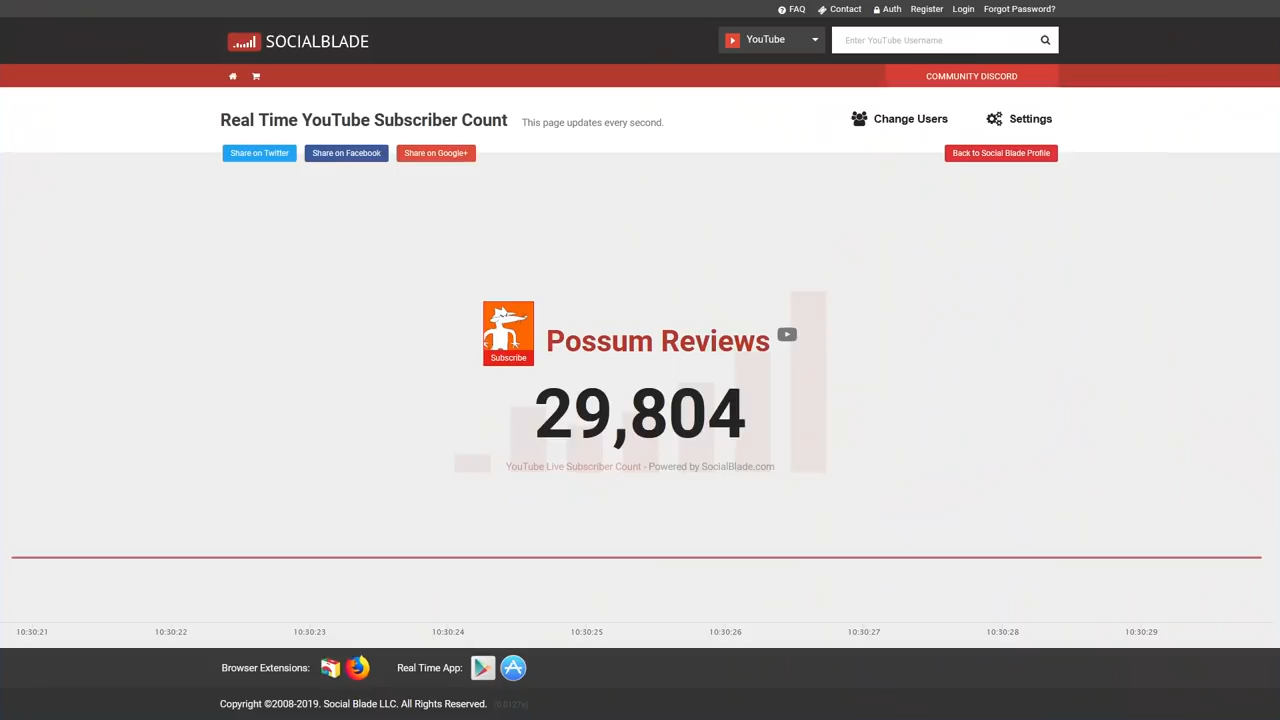 FAQ Contact Auth Register Login Forgot Password?
SOCIALBLADE YouTube Enter YouTube Username
COMMUNITY DISCORD
Real Time YouTube Subscriber Count This page updates every second. Change Users Settings
Share on Twitter Share on Facebook Share on Google+ Back to Social Blade Profile
Possum Reviews
Subscribe
29,804
YouTube Live Subscriber Count - Powered by SocialBlade.com
10:30:21 10:30:22 10:30:23 10:30:24 10:30:25 10:30:26 10:30:27 10:30:28 10:30:29
Browser Extensions: Real Time App:
Copyright ©2008-2019. Social Blade LLC. All Rights Reserved.